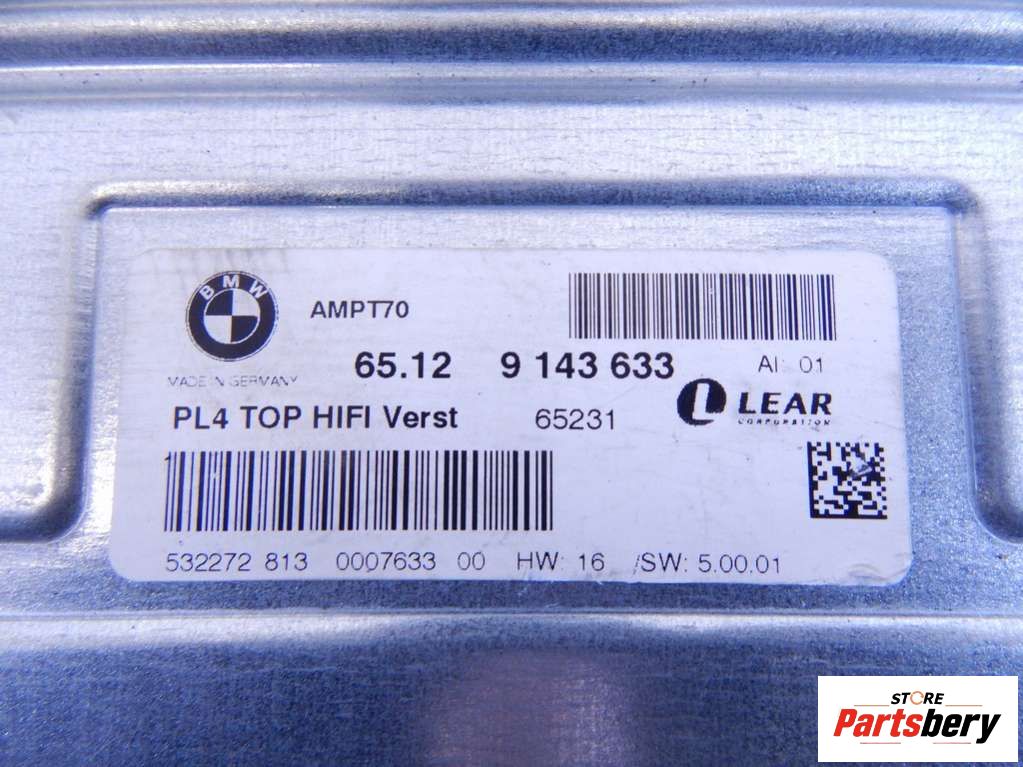 BMW
AMPT70
65.12 9 143 633 AI: 01
MADE IN GERMANY
PL4 TOP HIFI Verst 65231 LEAR
CORPORATION
1
532272 813 0007633 00 HW: 16 /SW: 5.00.01
STORE
Partsbery